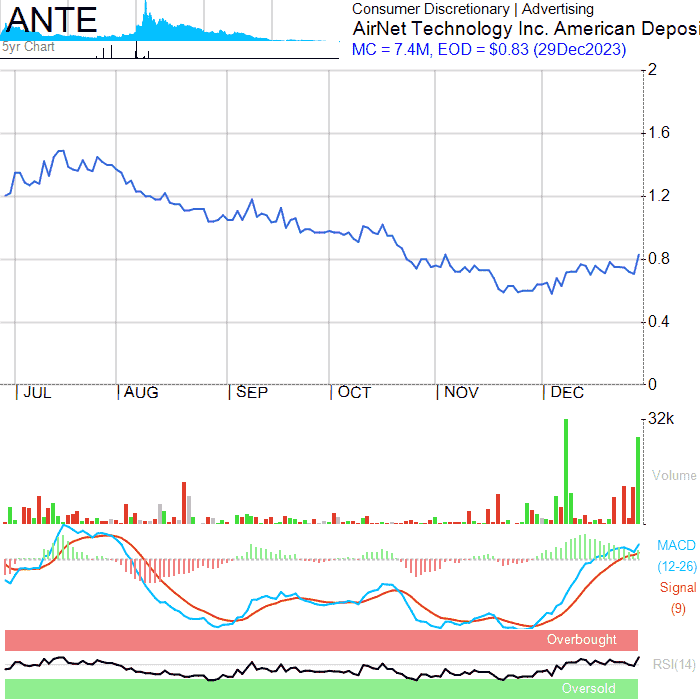 ANTE
5yr Chart
Consumer Discretionary | Advertising
AirNet Technology Inc. American Deposi
MC = 7.4M, EOD = $0.83 (29Dec2023)
2
1.6
1.2
0.8
0.4
0
JUL AUG SEP OCT NOV DEC
32k
Volume
MACD
(12-26)
Signal
(9)
Overbought
RSI(14)
Oversold